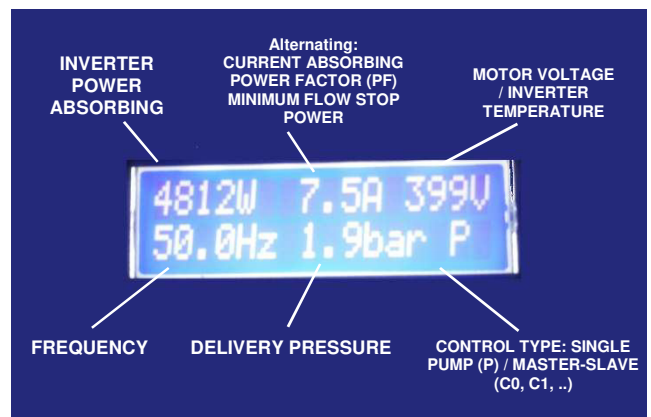 INVERTER
POWER
ABSORBING
Alternating:
CURRENT ABSORBING
POWER FACTOR (PF)
MINIMUM FLOW STOP
POWER
MOTOR VOLTAGE
/ INVERTER
TEMPERATURE
4812W 7.5A 399V
50.0Hz 1.9bar P
FREQUENCY
DELIVERY PRESSURE
CONTROL TYPE: SINGLE
PUMP (P) / MASTER-SLAVE
(C0, C1, ..)